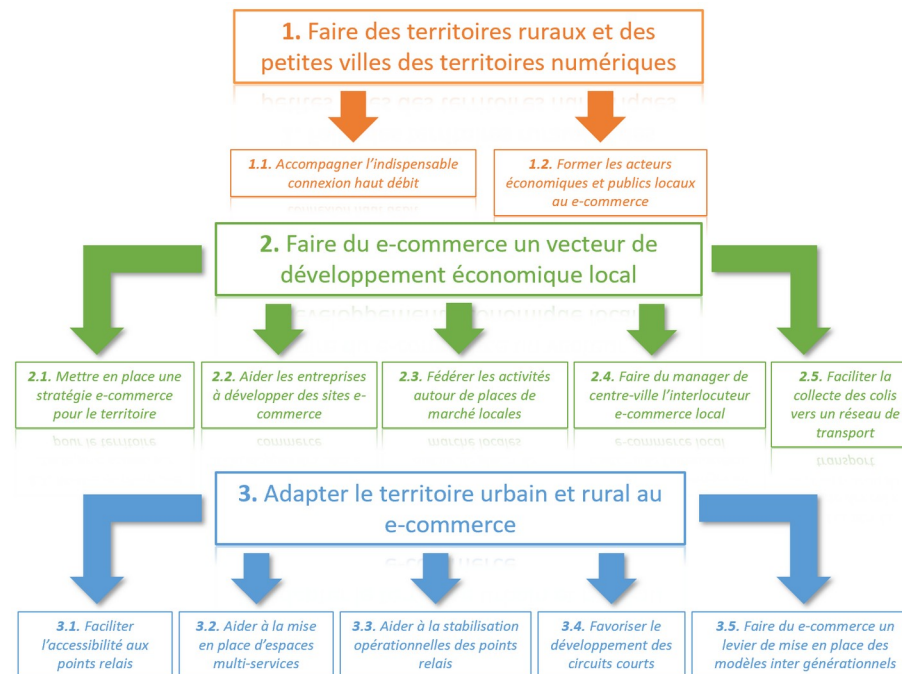 1. Faire des territoires ruraux et des
petites villes des territoires numériques
1.1. Accompagner l'indispensable
connexion haut débit
1.2. Former les acteurs
économiques et publics locaux
au e-commerce
2. Faire du e-commerce un vecteur de
développement économique local
2.1. Mettre en place une
stratégie e-commerce
pour le territoire
2.2. Aider les entreprises
à développer des sites e-
commerce
2.3. Fédérer les activités
autour de places de
marché locales
2.4. Faire du manager de
centre-ville l'interlocuteur
e-commerce local
2.5. Faciliter la
collecte des colis
vers un réseau de
transport
3. Adapter le territoire urbain et rural au
e-commerce
3.1. Faciliter
l'accessibilité aux
points relais
3.2. Aider à la mise
en place d'espaces
multi-services
3.3. Aider à la stabilisation
opérationnelles des points
relais
3.4. Favoriser le
développement des
circuits courts
3.5. Faire du e-commerce un
levier de mise en place des
modèles inter générationnels